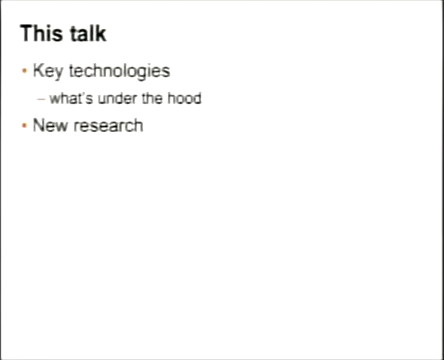 This talk
• Key technologies
– what's under the hood
• New research